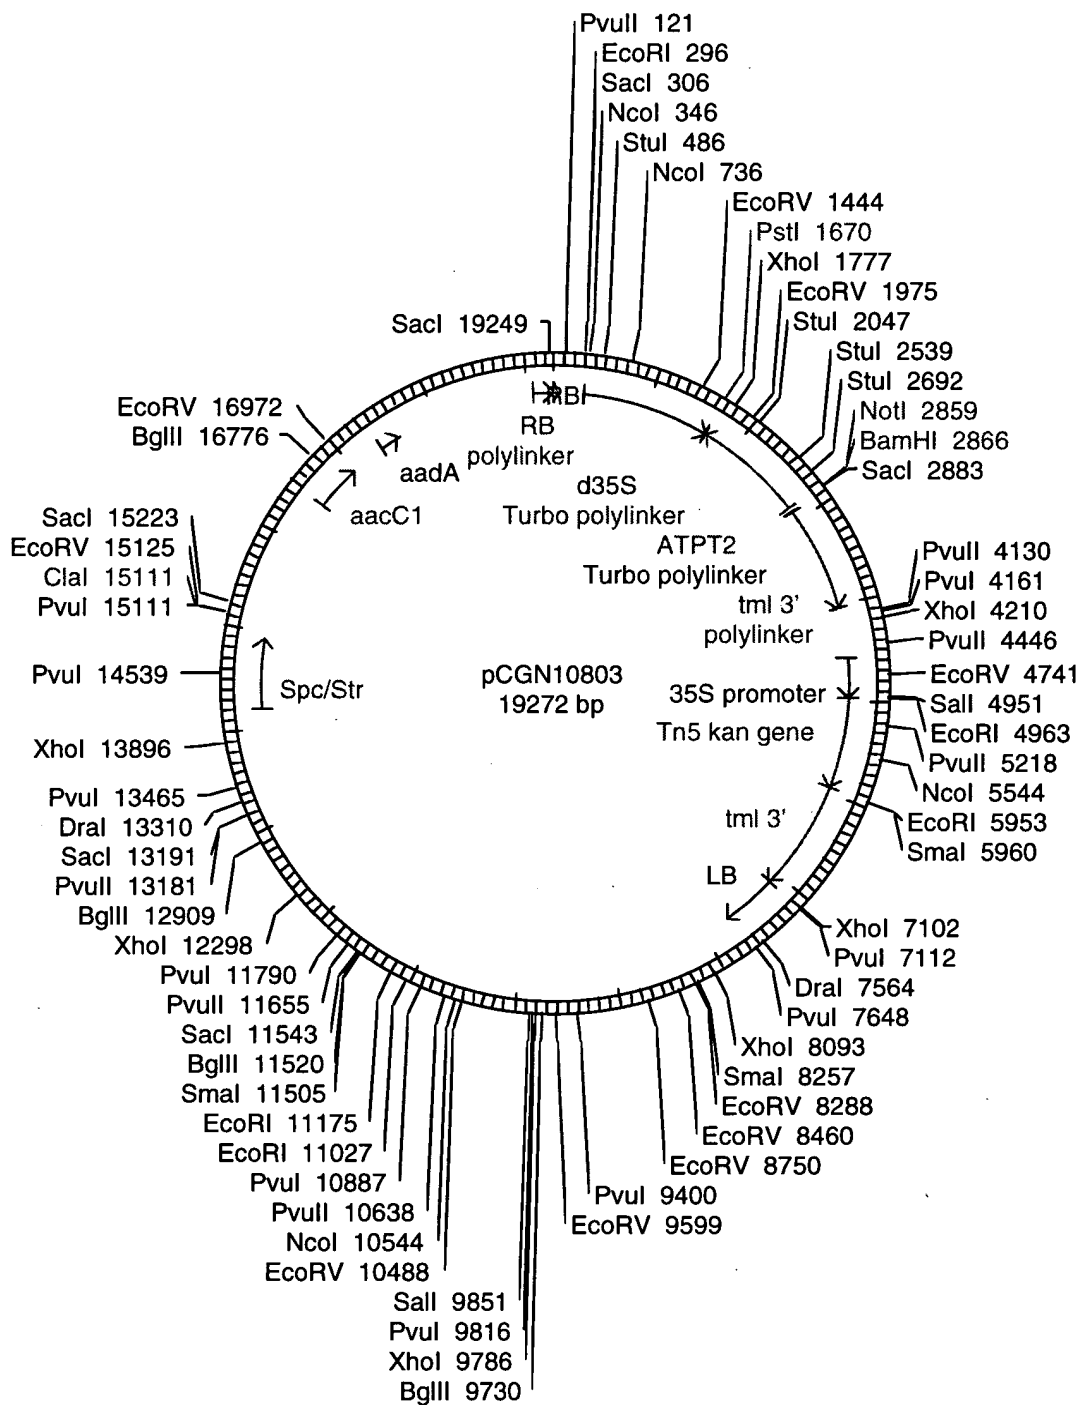 PvuII 121
EcoRI 296
SacI 306
NcoI 346
StuI 486
NcoI 736
EcoRV 1444
PstI 1670
XhoI 1777
EcoRV 1975
StuI 2047
StuI 2539
StuI 2692
NotI 2859
BamHI 2866
SacI 2883
PvuII 4130
PvuI 4161
XhoI 4210
PvuII 4446
EcoRV 4741
SalI 4951
EcoRI 4963
PvuII 5218
NcoI 5544
EcoRI 5953
SmaI 5960
XhoI 7102
PvuI 7112
DraI 7564
PvuI 7648
XhoI 8093
SmaI 8257
EcoRV 8288
EcoRV 8460
EcoRV 8750
PvuI 9400
EcoRV 9599
BglII 9730
XhoI 9786
PvuI 9816
SalI 9851
EcoRV 10488
NcoI 10544
PvuII 10638
PvuI 10887
EcoRI 11027
EcoRI 11175
SmaI 11505
BglII 11520
SacI 11543
PvuII 11655
PvuI 11790
XhoI 12298
BglII 12909
PvuII 13181
SacI 13191
DraI 13310
PvuI 13465
XhoI 13896
PvuI 14539
PvuI 15111
ClaI 15111
EcoRV 15125
SacI 15223
BglII 16776
EcoRV 16972
SacI 19249
RB
RB
polylinker
d35S
Turbo polylinker
ATPT2
Turbo polylinker
tml 3'
polylinker
35S promoter
Tn5 kan gene
tml 3'
LB
Spc/Str
aacC1
aadA
pCGN10803
19272 bp